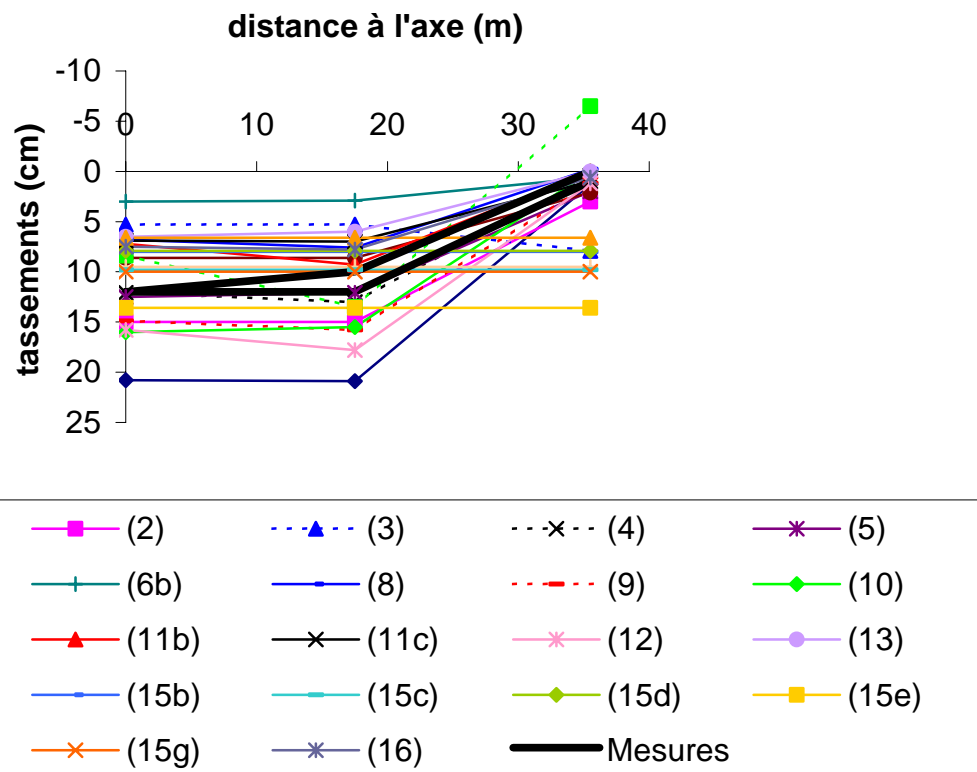 distance à l'axe (m)
tassements (cm)
-10
-5
0 10 20 30 40
0
5
10
15
20
25
(2) (3) (4) (5)
(6b) (8) (9) (10)
(11b) (11c) (12) (13)
(15b) (15c) (15d) (15e)
(15g) (16) Mesures